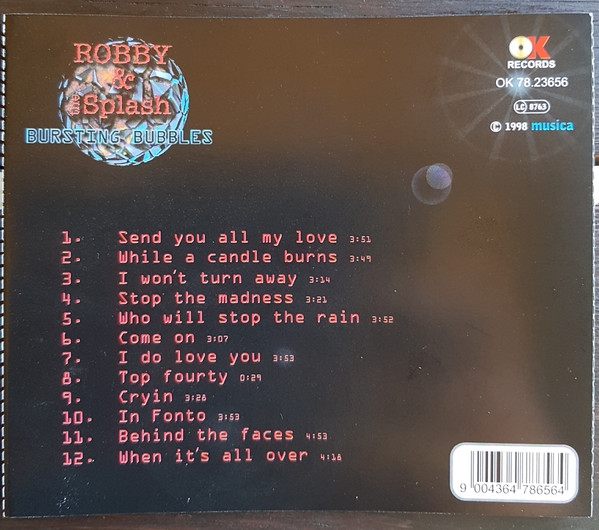 ROBBY
&
the Splash
BURSTING BUBBLES
OK
RECORDS
OK 78.23656
LC 8763
© 1998 musica
1. Send you all my love 3:51
2. While a candle burns 3:49
3. I won't turn away 3:14
4. Stop the madness 3:21
5. Who will stop the rain 3:52
6. Come on 3:07
7. I do love you 3:53
8. Top fourty 0:29
9. Cryin 3:28
10. In Fonto 3:53
11. Behind the faces 4:53
12. When it's all over 4:18
9 004364 786564